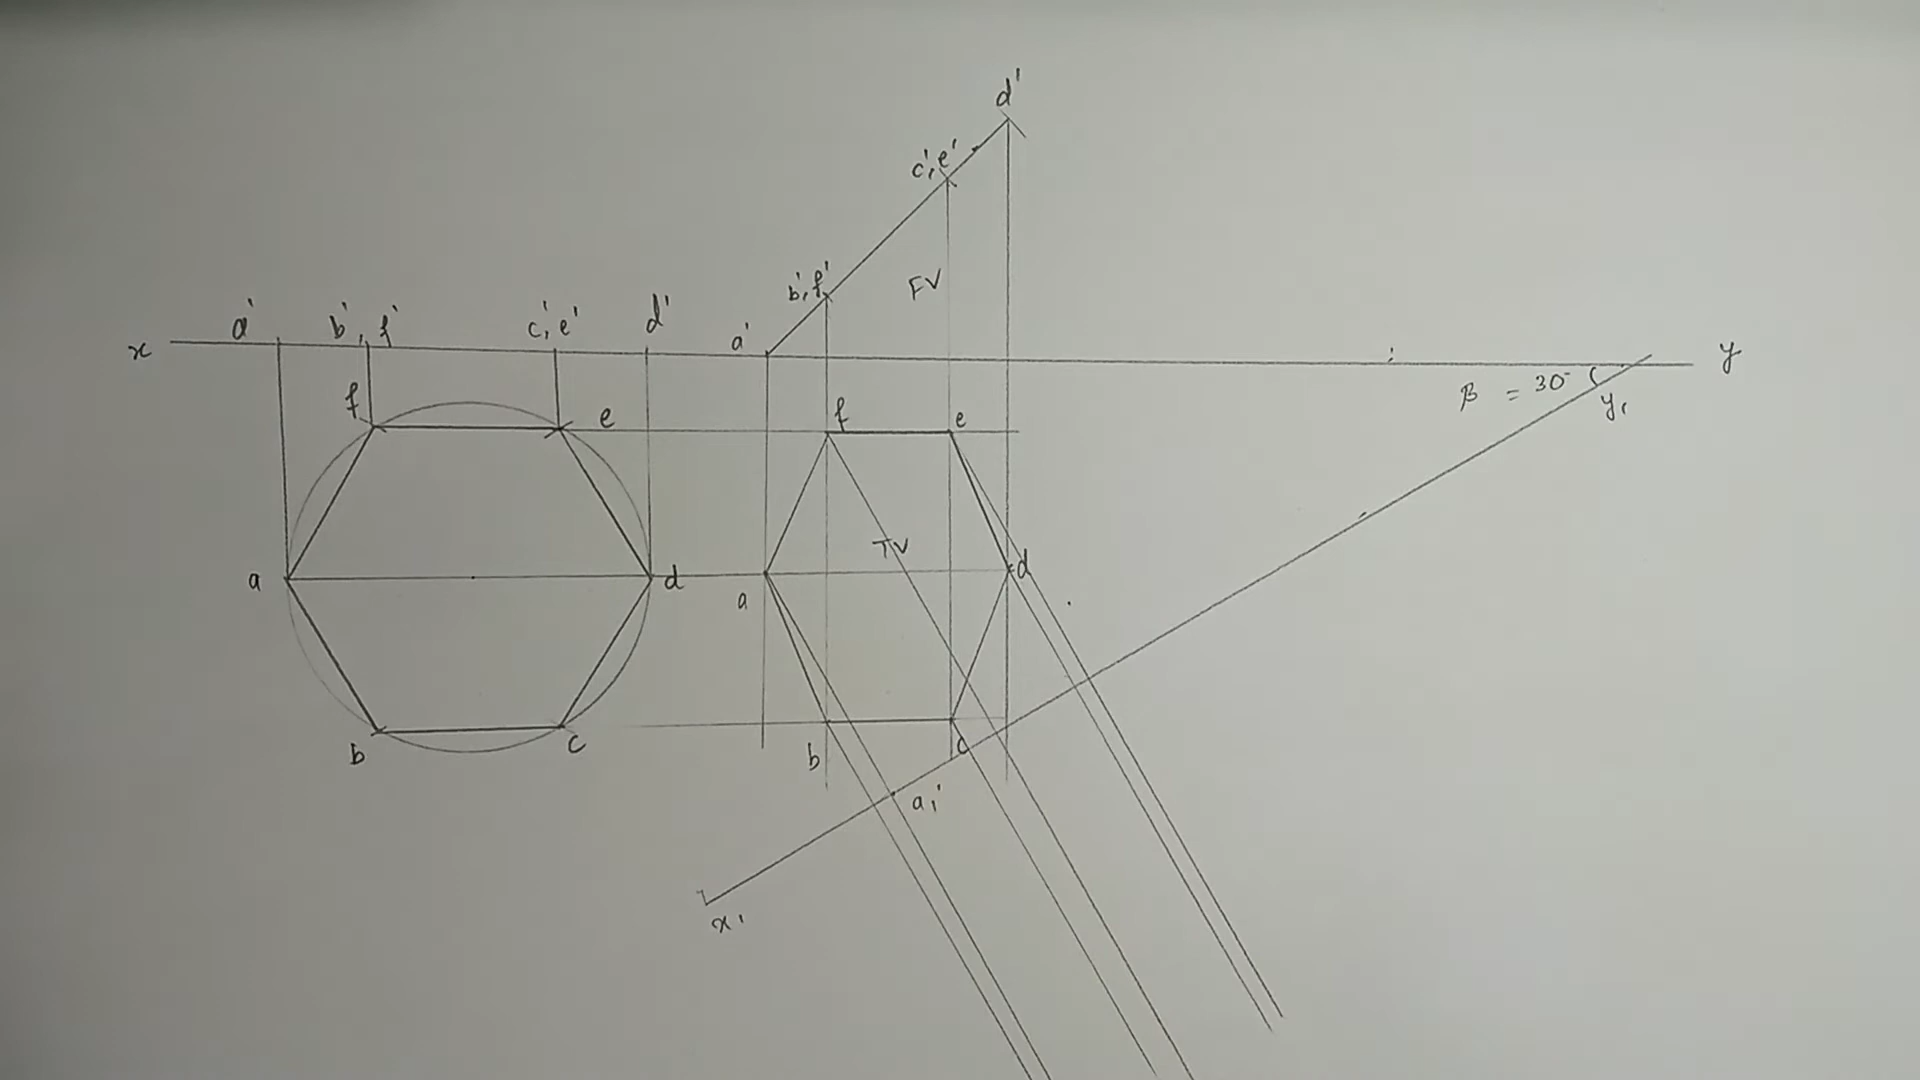 d'
c', e'
b', f'
FV
a'
b', f'
c', e'
d'
a'
x
y
β = 30°
y₁
f
e
f
e
TV
a
d
a
d
b
c
b
c
a₁'
x₁